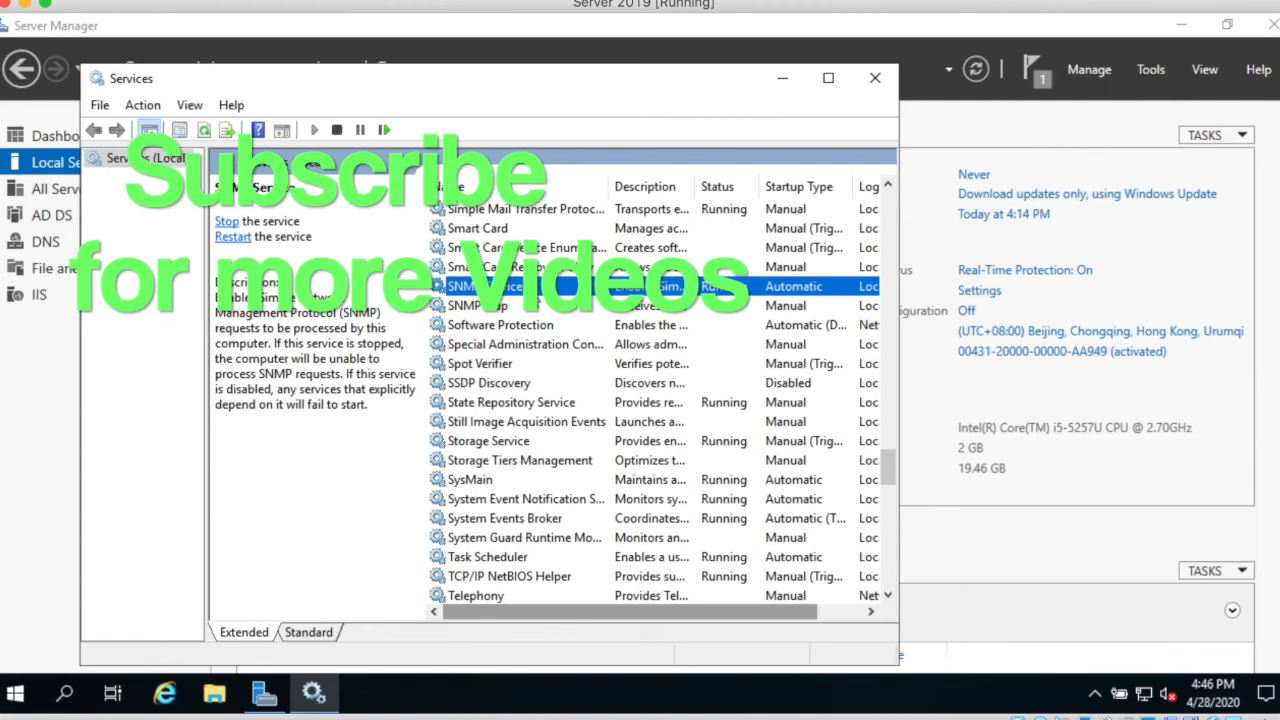 Server 2019 [Running]
Server Manager
Manage Tools View Help
1
Services
File Action View Help
Dashbo
Local Se
All Serv
AD DS
DNS
File an
IIS
Services (Local
Subscribe
for more Videos
Stop the service
Restart the service
Description:
Management Protocol (SNMP)
requests to be processed by this
computer. If this service is stopped,
the computer will be unable to
process SNMP requests. If this service
is disabled, any services that explicitly
depend on it will fail to start.
Description Status Startup Type Log
Simple Mail Transfer Protoc... Transports e... Running Manual Loc
Smart Card Manages ac... Manual (Trig... Loc
Creates soft... Manual (Trig... Loc
Manual Loc
Automatic Loc
Manual Loc
Software Protection Enables the ... Automatic (D... Net
Special Administration Con... Allows adm... Manual Loc
Spot Verifier Verifies pote... Manual (Trig... Loc
SSDP Discovery Discovers n... Disabled Loc
State Repository Service Provides re... Running Manual Loc
Still Image Acquisition Events Launches a... Manual Loc
Storage Service Provides en... Running Manual (Trig... Loc
Storage Tiers Management Optimizes t... Manual Loc
SysMain Maintains a... Running Automatic Loc
System Event Notification S... Monitors sy... Running Automatic Loc
System Events Broker Coordinates... Running Automatic (T... Loc
System Guard Runtime Mo... Monitors an... Manual Loc
Task Scheduler Enables a us... Running Automatic Loc
TCP/IP NetBIOS Helper Provides su... Running Manual (Trig... Loc
Telephony Provides Tel... Manual Net
Extended Standard
TASKS
Never
Download updates only, using Windows Update
Today at 4:14 PM
Real-Time Protection: On
Settings
iguration Off
(UTC+08:00) Beijing, Chongqing, Hong Kong, Urumqi
00431-20000-00000-AA949 (activated)
Intel(R) Core(TM) i5-5257U CPU @ 2.70GHz
2 GB
19.46 GB
TASKS
4:46 PM
4/28/2020